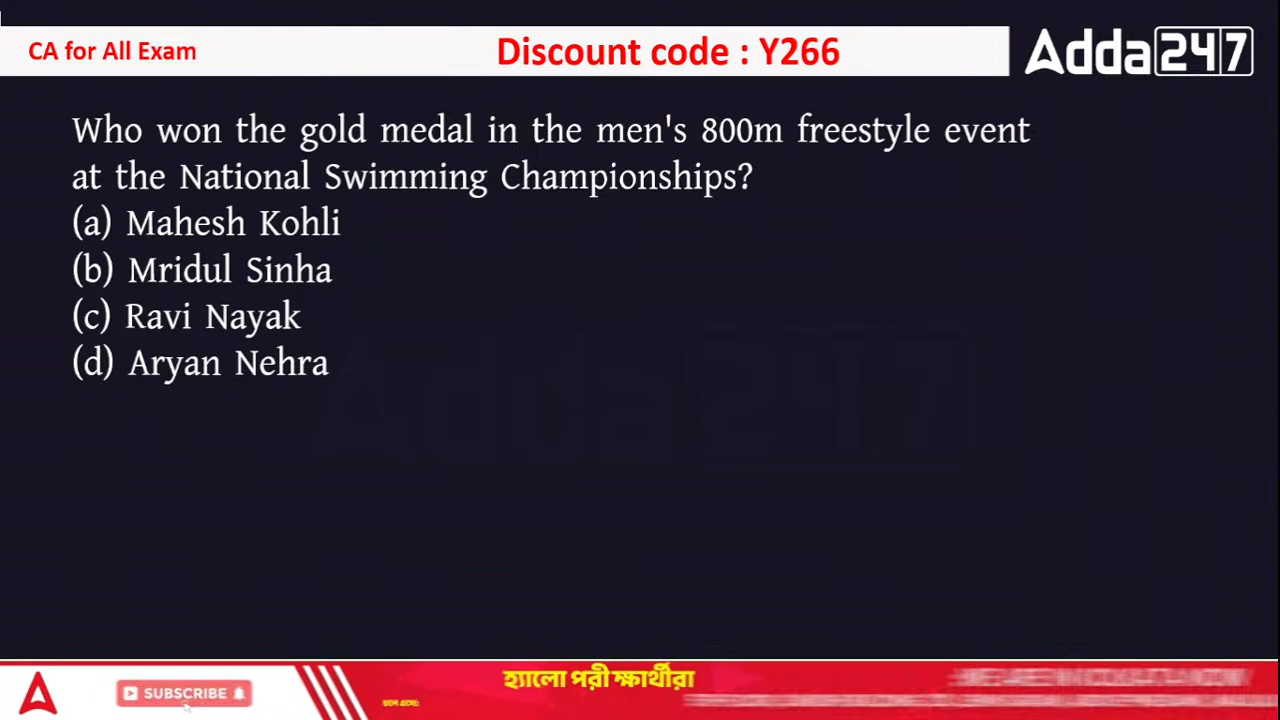 CA for All Exam
Discount code : Y266
Adda247
Who won the gold medal in the men's 800m freestyle event
at the National Swimming Championships?
(a) Mahesh Kohli
(b) Mridul Sinha
(c) Ravi Nayak
(d) Aryan Nehra
Adda247
SUBSCRIBE
হ্যালো পরীক্ষার্থীরা